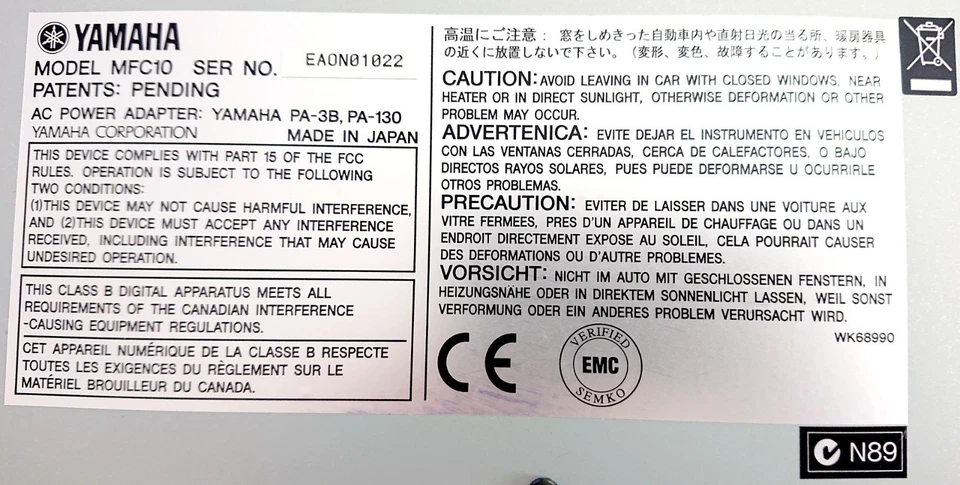 YAMAHA
MODEL MFC10 SER NO. EAON01022
PATENTS: PENDING
AC POWER ADAPTER: YAMAHA PA-3B, PA-130
YAMAHA CORPORATION MADE IN JAPAN
THIS DEVICE COMPLIES WITH PART 15 OF THE FCC
RULES. OPERATION IS SUBJECT TO THE FOLLOWING
TWO CONDITIONS:
(1)THIS DEVICE MAY NOT CAUSE HARMFUL INTERFERENCE,
AND (2)THIS DEVICE MUST ACCEPT ANY INTERFERENCE
RECEIVED, INCLUDING INTERFERENCE THAT MAY CAUSE
UNDESIRED OPERATION.
THIS CLASS B DIGITAL APPARATUS MEETS ALL
REQUIREMENTS OF THE CANADIAN INTERFERENCE
-CAUSING EQUIPMENT REGULATIONS.
CET APPAREIL NUMÉRIQUE DE LA CLASSE B RESPECTE
TOUTES LES EXIGENCES DU RÈGLEMENT SUR LE
MATÉRIEL BROUILLEUR DU CANADA.
高温にご注意：窓をしめきった自動車内や直射日光の当る所、暖房器具
の近くに放置しないで下さい。（変形、変色、故障することがあります。）
CAUTION: AVOID LEAVING IN CAR WITH CLOSED WINDOWS, NEAR
HEATER OR IN DIRECT SUNLIGHT, OTHERWISE DEFORMATION OR OTHER
PROBLEM MAY OCCUR.
ADVERTENICA: EVITE DEJAR EL INSTRUMENTO EN VEHICULOS
CON LAS VENTANAS CERRADAS, CERCA DE CALEFACTORES, O BAJO
DIRECTOS RAYOS SOLARES, PUES PUEDE DEFORMARSE U OCURRIRLE
OTROS PROBLEMAS.
PRECAUTION: EVITER DE LAISSER DANS UNE VOITURE AUX
VITRE FERMEES, PRES D'UN APPAREIL DE CHAUFFAGE OU DANS UN
ENDROIT DIRECTEMENT EXPOSE AU SOLEIL, CELA POURRAIT CAUSER
DES DEFORMATIONS OU D'AUTRE PROBLEMES.
VORSICHT: NICHT IM AUTO MIT GESCHLOSSENEN FENSTERN, IN
HEIZUNGSNÄHE ODER IN DIREKTEM SONNENLICHT LASSEN, WEIL SONST
VERFORMUNG ODER EIN ANDERES PROBLEM VERURSACHT WIRD.
WK68990
CE
VERIFIED
EMC
SEMKO
N89